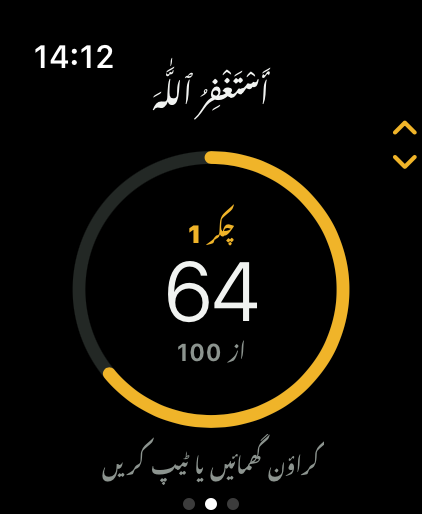 14:12
أَسْتَغْفِرُ ٱللَّهَ
چکر 1
64
از 100
کراؤن گھمائیں یا ٹیپ کریں